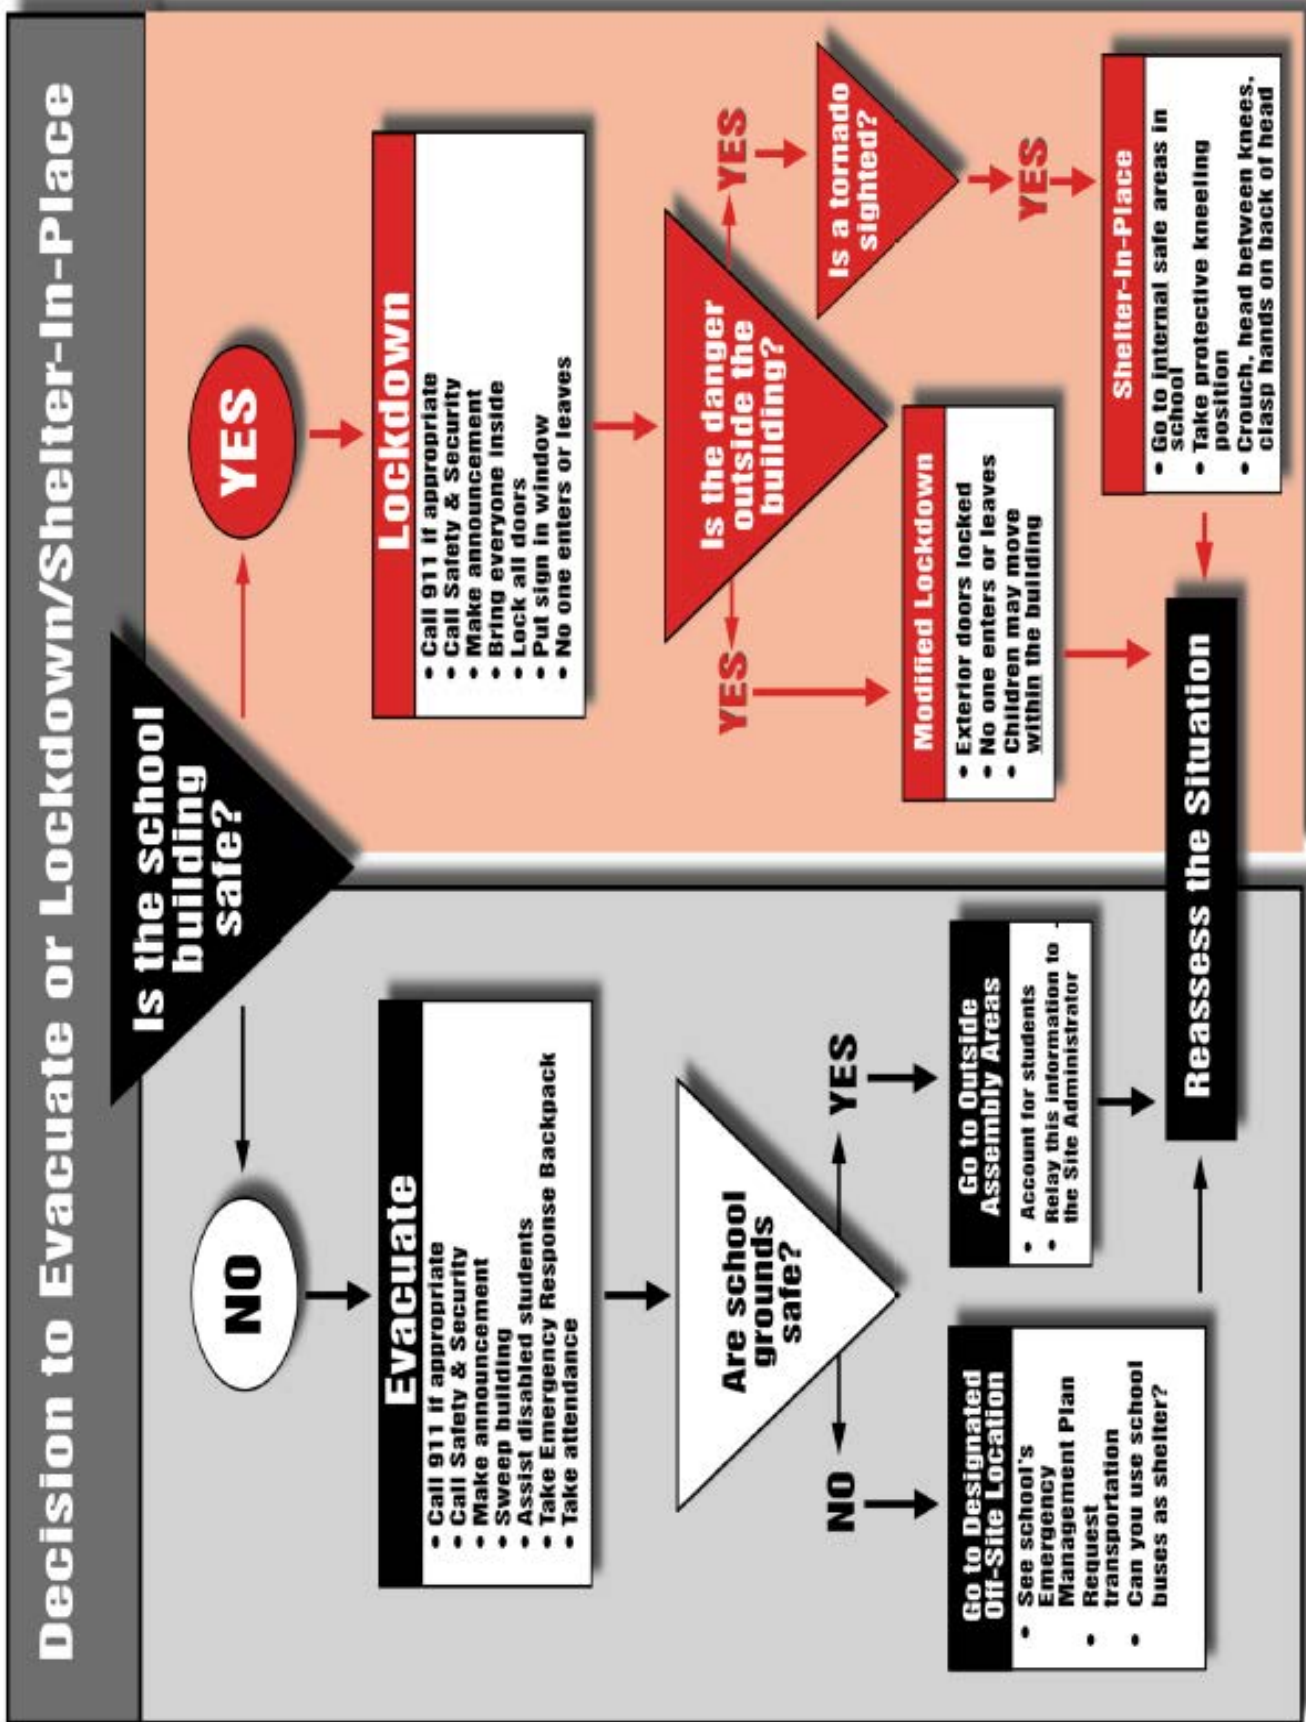 Decision to Evacuate or Lockdown/Shelter-In-Place
Is the school
building
safe?
NO
Evacuate
• Call 911 if appropriate
• Call Safety & Security
• Make announcement
• Sweep building
• Assist disabled students
• Take Emergency Response Backpack
• Take attendance
Are school
grounds
safe?
NO
Go to Designated
Off-Site Location
• See school's
Emergency
Management Plan
• Request
transportation
• Can you use school
buses as shelter?
YES
Go to Outside
Assembly Areas
• Account for students
• Relay this information to
the Site Administrator
YES
Lockdown
• Call 911 if appropriate
• Call Safety & Security
• Make announcement
• Bring everyone inside
• Lock all doors
• Put sign in window
• No one enters or leaves
Is the danger
outside the
building?
YES
Modified Lockdown
• Exterior doors locked
• No one enters or leaves
• Children may move
within the building
YES
Is a tornado
sighted?
YES
Shelter-In-Place
• Go to internal safe areas in
school
• Take protective kneeling
position
• Crouch, head between knees,
clasp hands on back of head
Reassess the Situation